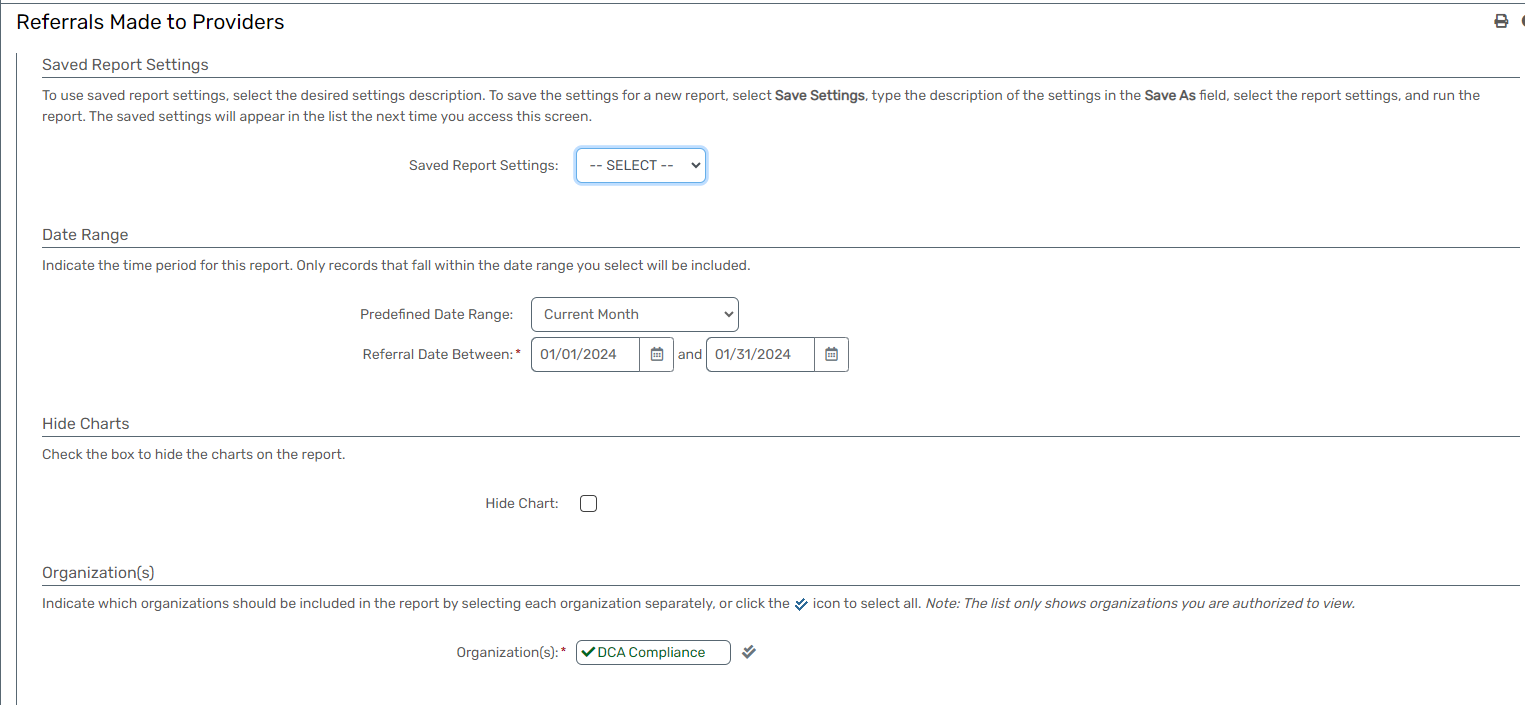 Referrals Made to Providers
Saved Report Settings
To use saved report settings, select the desired settings description. To save the settings for a new report, select Save Settings, type the description of the settings in the Save As field, select the report settings, and run the
report. The saved settings will appear in the list the next time you access this screen.
Saved Report Settings: -- SELECT --
Date Range
Indicate the time period for this report. Only records that fall within the date range you select will be included.
Predefined Date Range: Current Month
Referral Date Between:* 01/01/2024 and 01/31/2024
Hide Charts
Check the box to hide the charts on the report.
Hide Chart:
Organization(s)
Indicate which organizations should be included in the report by selecting each organization separately, or click the icon to select all. Note: The list only shows organizations you are authorized to view.
Organization(s):* DCA Compliance